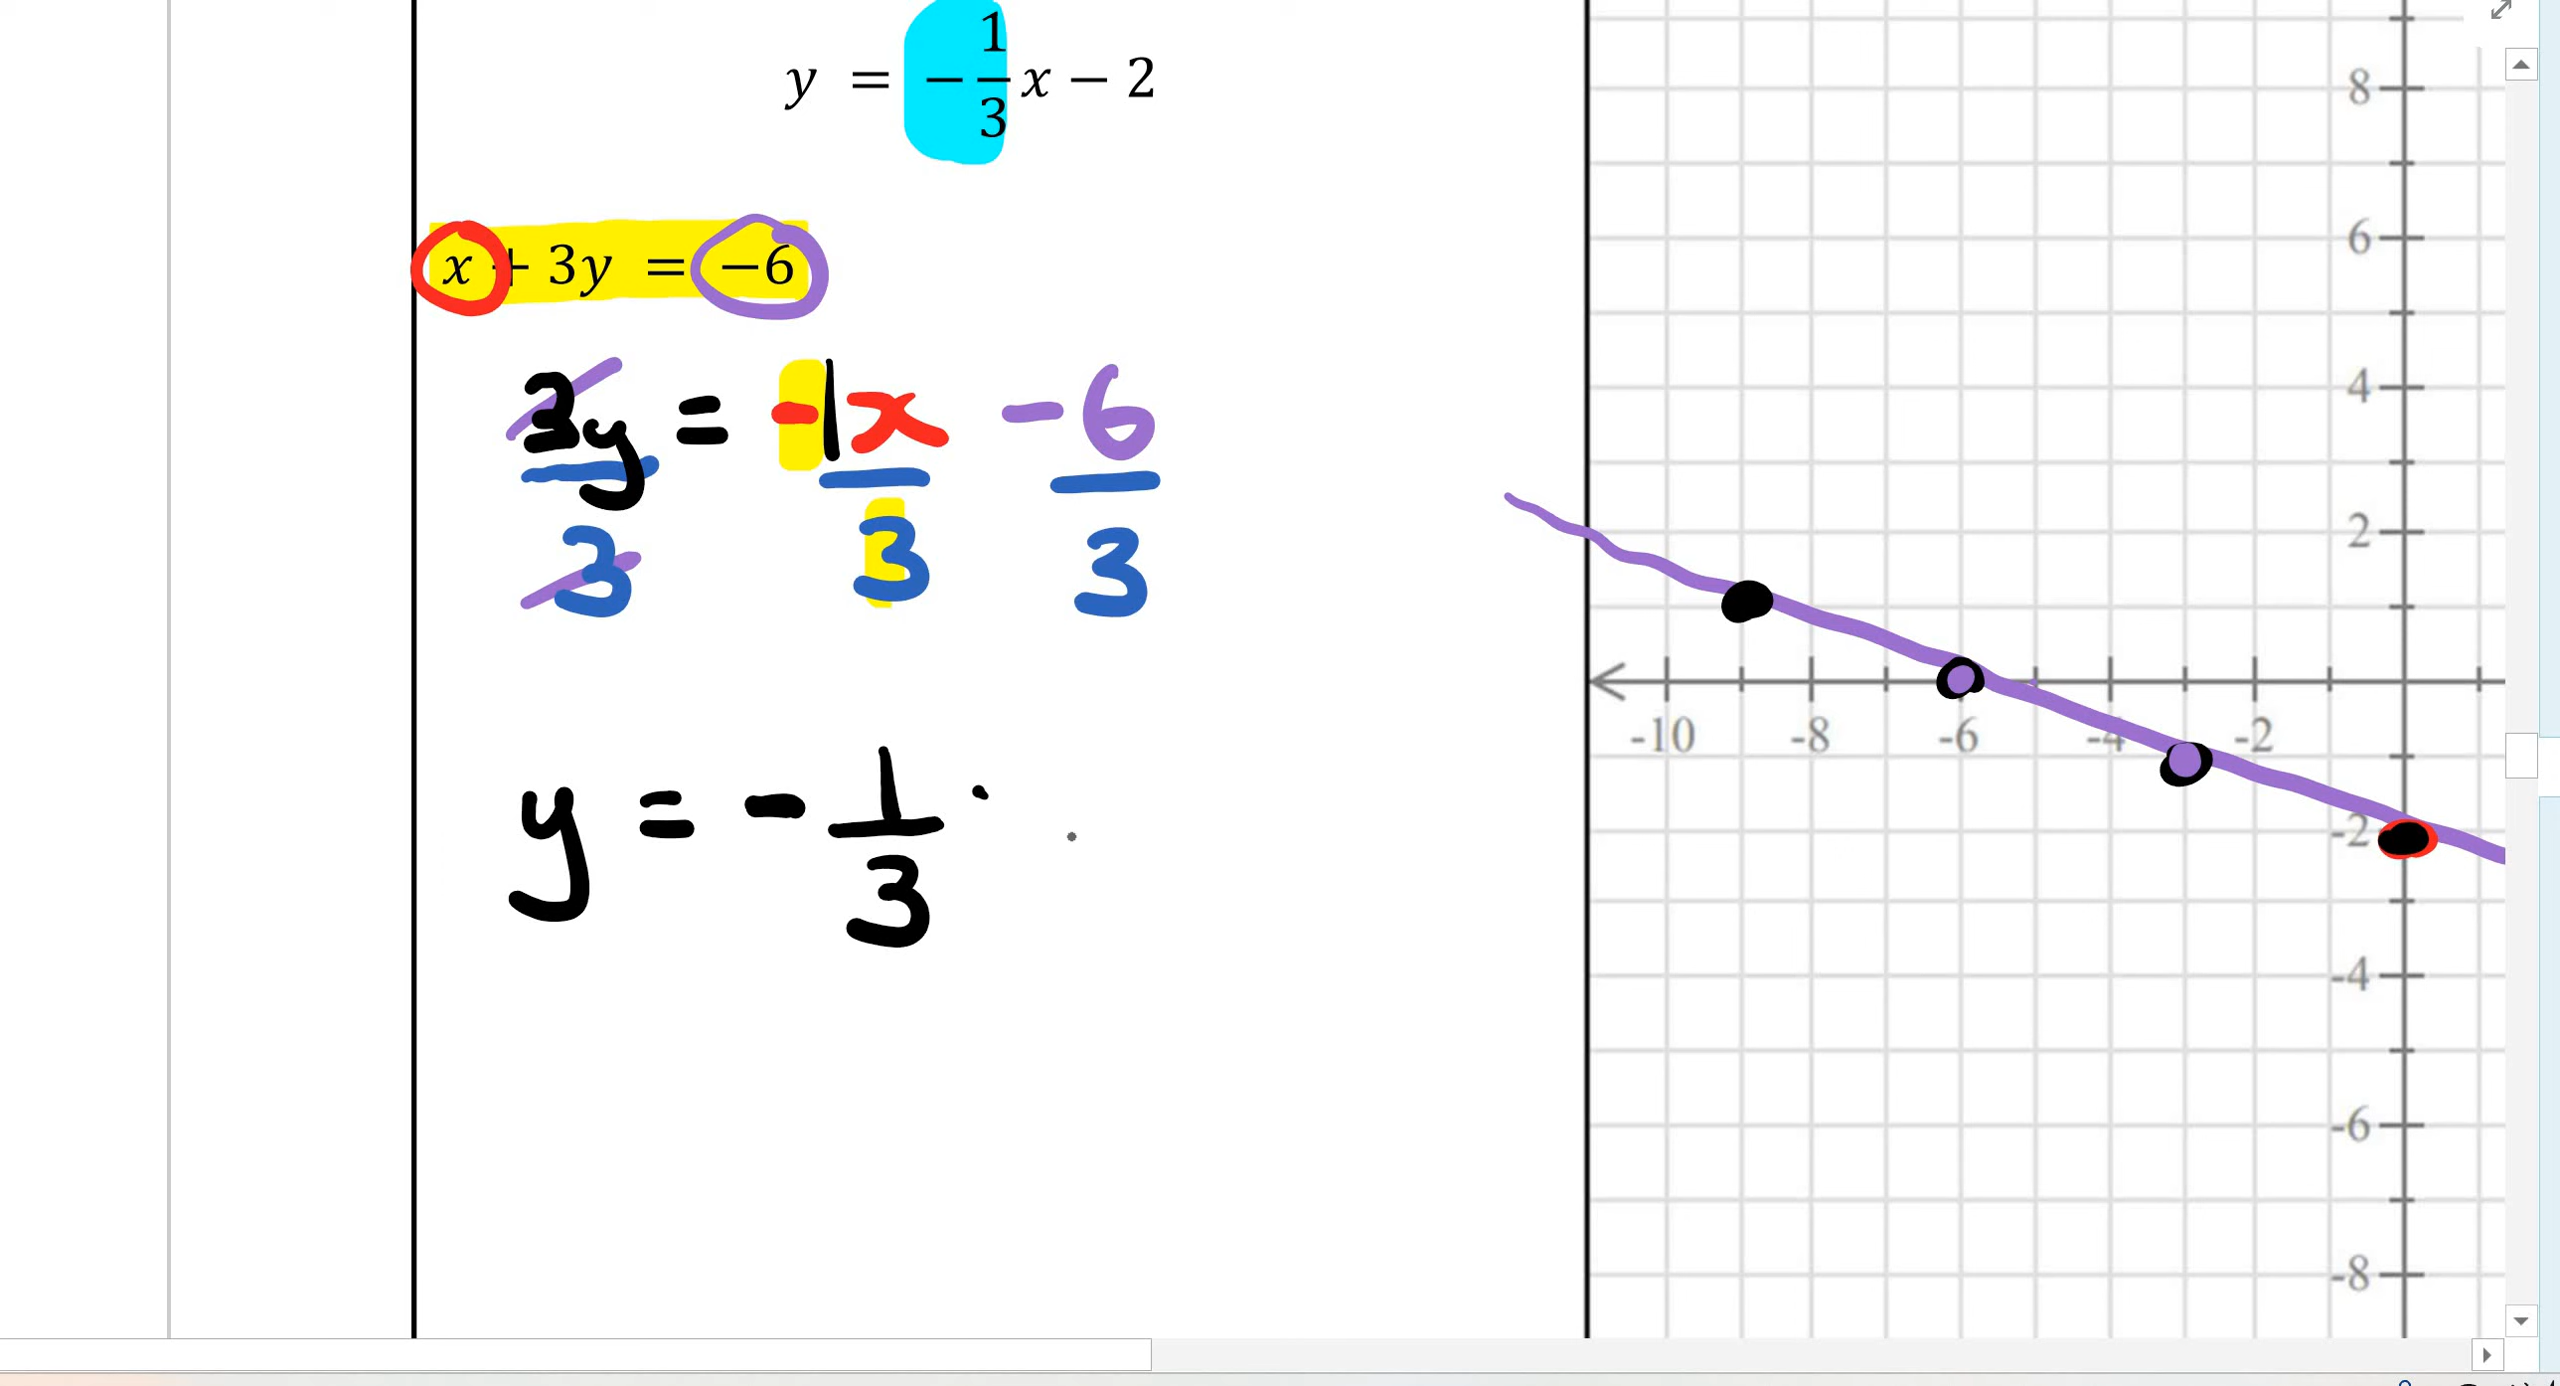 y = -1/3 x − 2
x + 3y = −6
3y = -1x - 6
3 3 3
y = - 1/3
8
6
4
2
-10 -8 -6 -4 -2
-2
-4
-6
-8